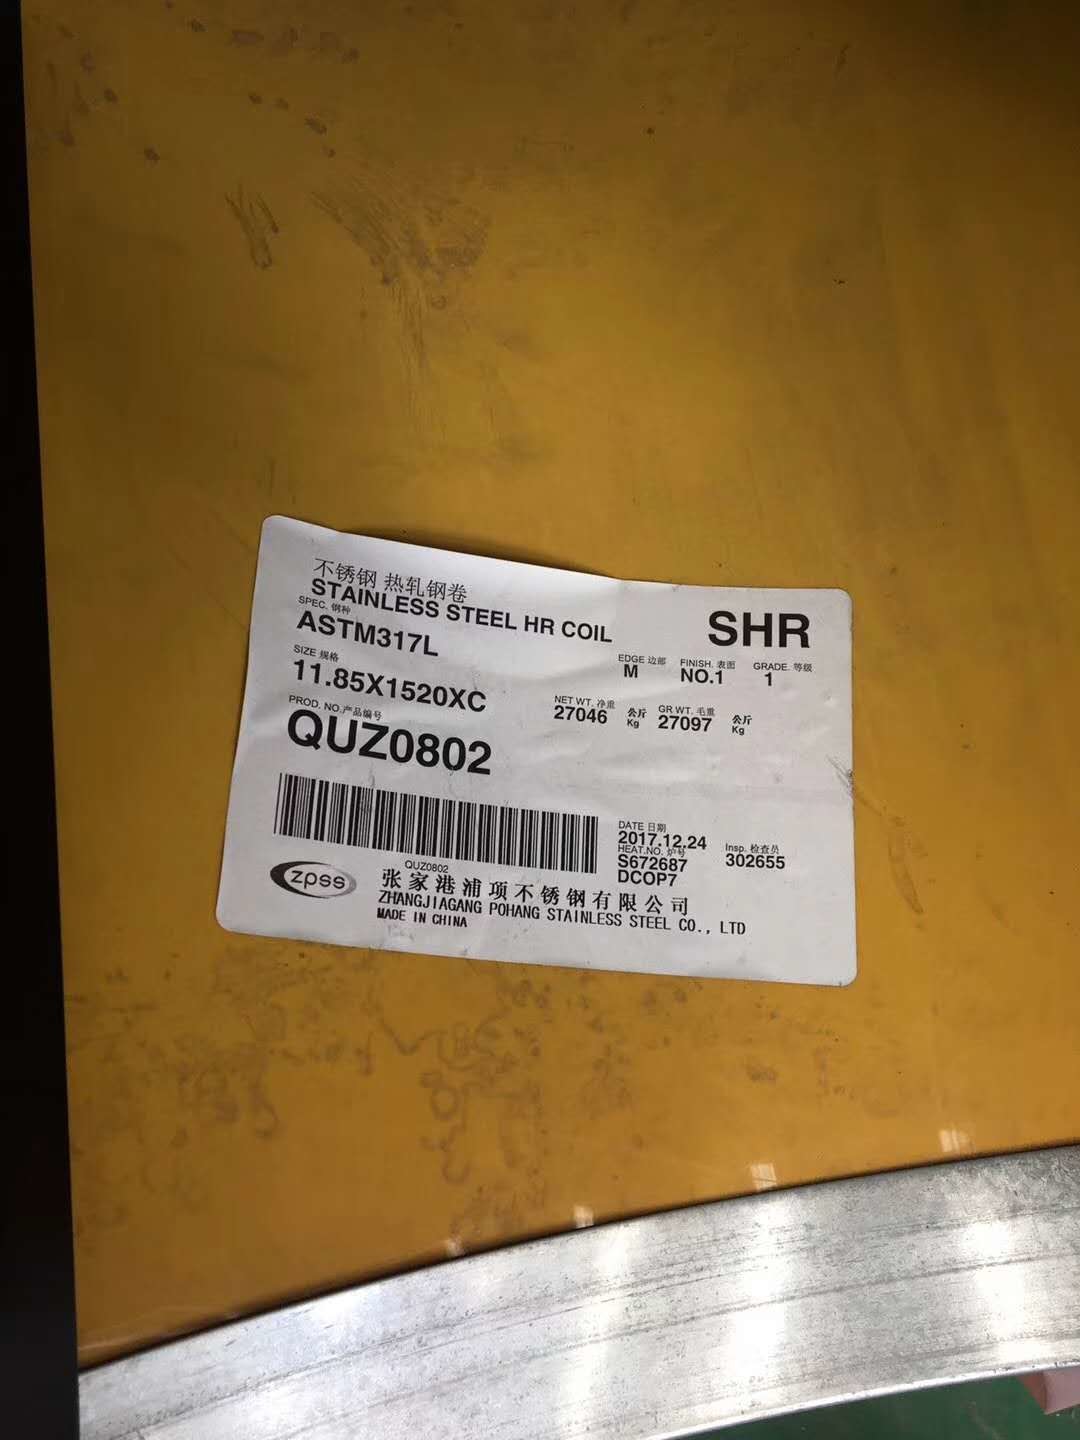 不锈钢 热轧钢卷
STAINLESS STEEL HR COIL
SHR
SPEC. 钢种
ASTM317L
EDGE 边部 FINISH. 表面 GRADE. 等级
M NO.1 1
SIZE 规格
11.85X1520XC
NET WT. 净重 GR WT. 毛重
27046 公斤 Kg 27097 公斤 Kg
PROD. NO.产品编号
QUZ0802
DATE 日期
2017.12.24
Insp. 检查员
302655
HEAT.NO. 炉号
S672687
DCOP7
QUZ0802
zpss
张家港浦项不锈钢有限公司
ZHANGJIAGANG POHANG STAINLESS STEEL CO., LTD
MADE IN CHINA